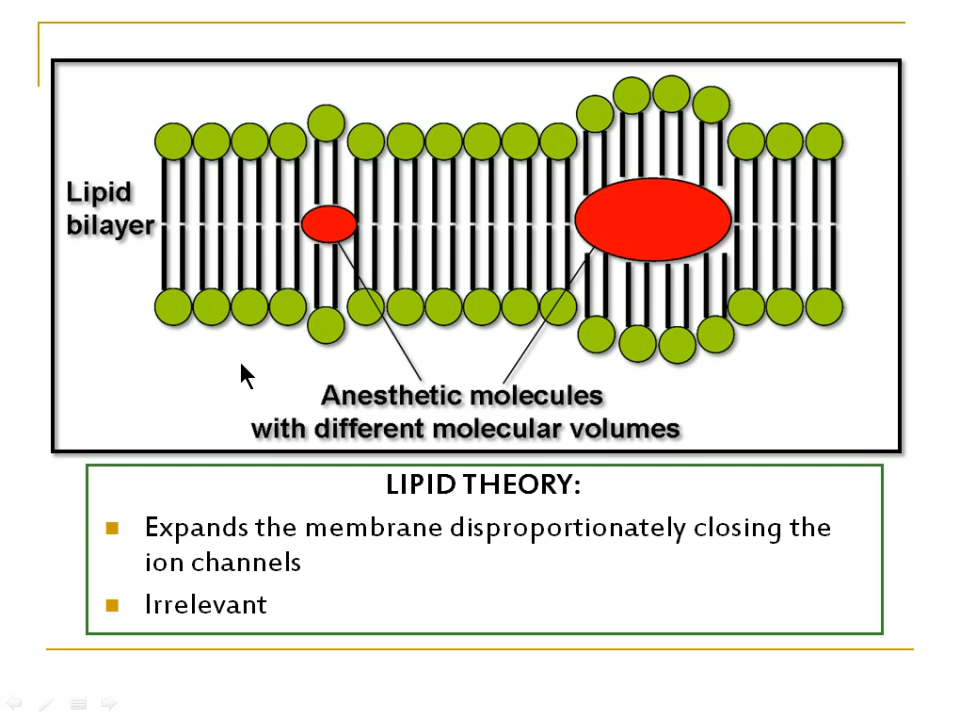 Lipid
bilayer
Anesthetic molecules
with different molecular volumes
LIPID THEORY:
Expands the membrane disproportionately closing the
ion channels
Irrelevant